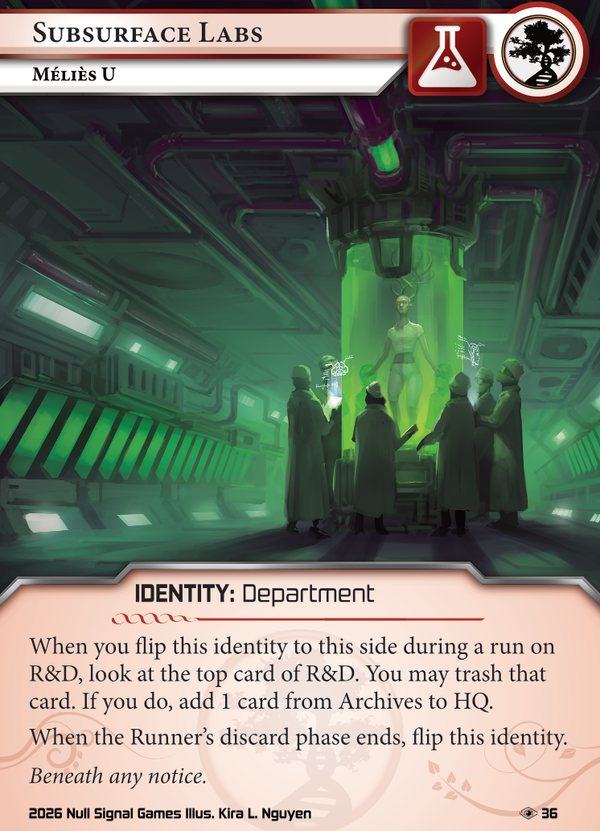 Subsurface Labs
Méliès U
IDENTITY: Department
When you flip this identity to this side during a run on
R&D, look at the top card of R&D. You may trash that
card. If you do, add 1 card from Archives to HQ.
When the Runner's discard phase ends, flip this identity.
Beneath any notice.
2026 Null Signal Games Illus. Kira L. Nguyen
36